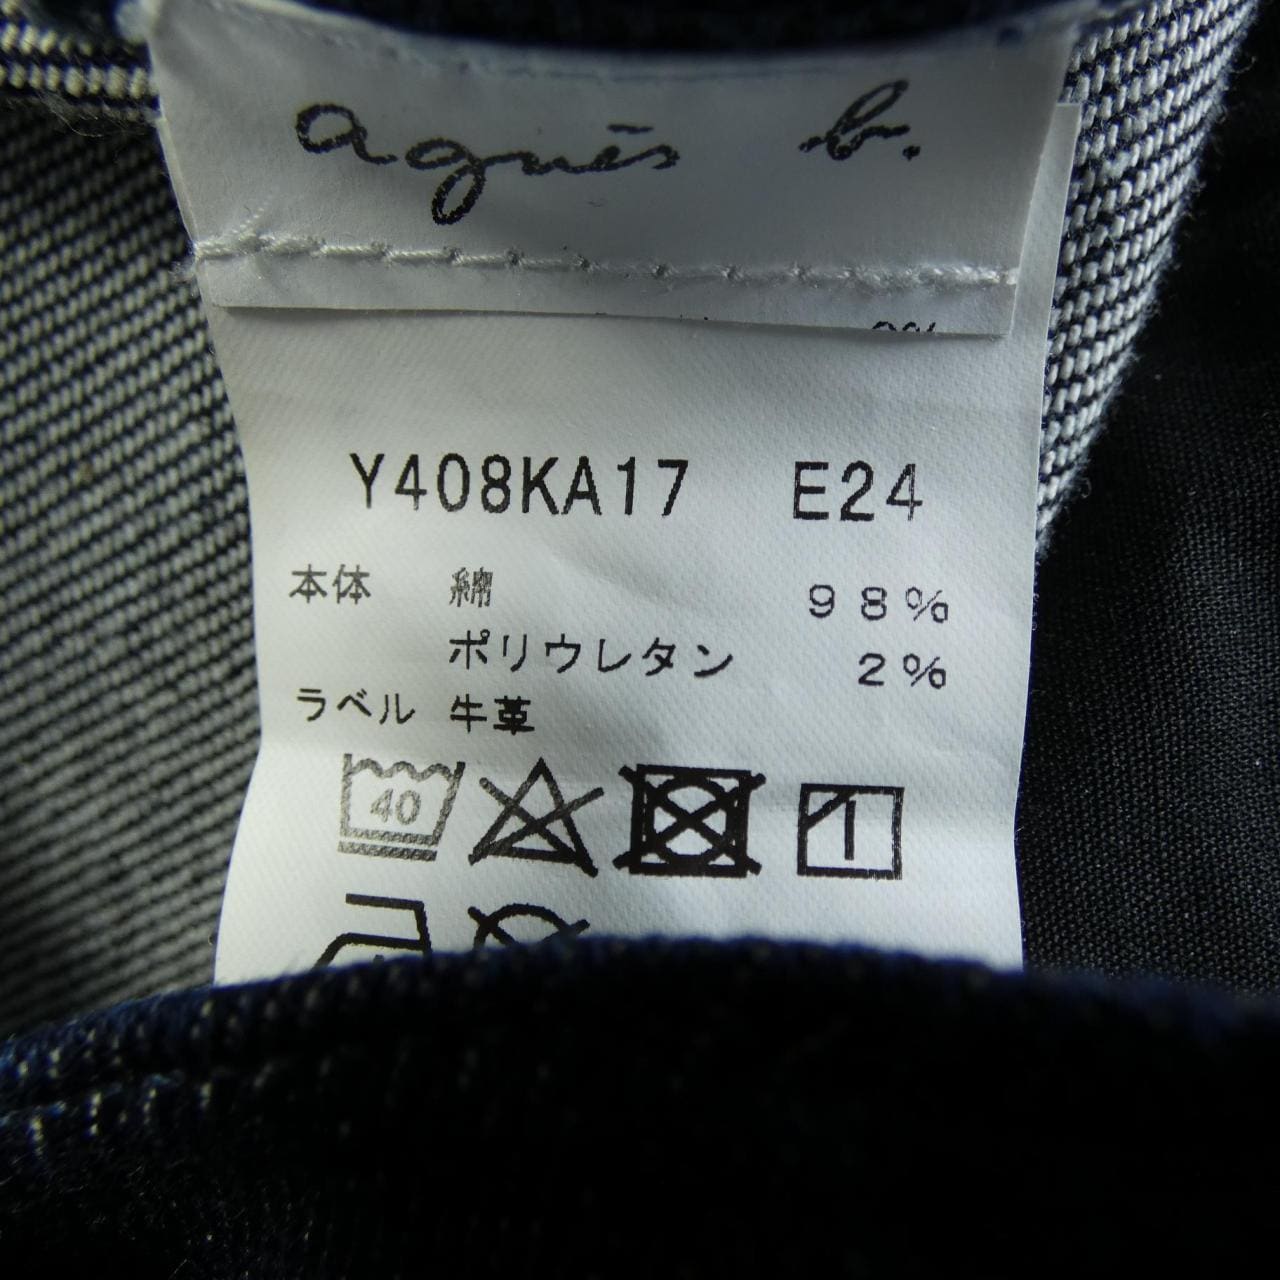 agnès b.
Y408KA17 E24
本体 綿 98%
ポリウレタン 2%
ラベル 牛革
40